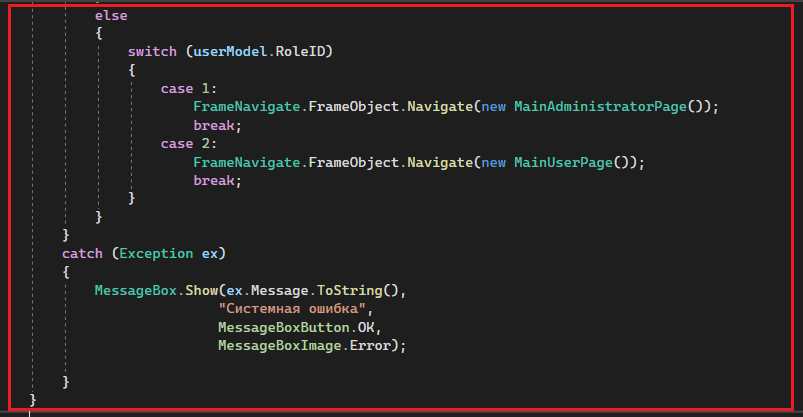 else
{
switch (userModel.RoleID)
{
case 1:
FrameNavigate.FrameObject.Navigate(new MainAdministratorPage());
break;
case 2:
FrameNavigate.FrameObject.Navigate(new MainUserPage());
break;
}
}
}
catch (Exception ex)
{
MessageBox.Show(ex.Message.ToString(),
"Системная ошибка",
MessageBoxButton.OK,
MessageBoxImage.Error);
}
}